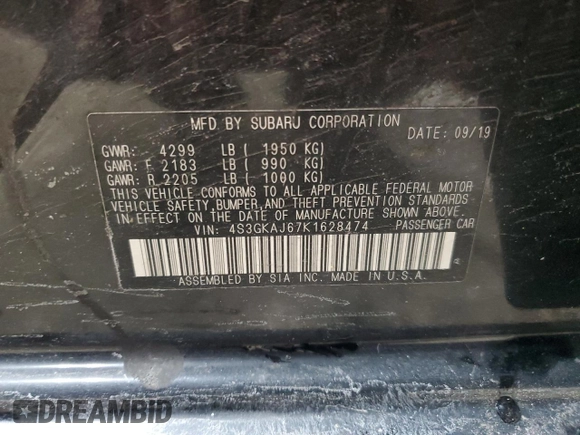 MFD BY SUBARU CORPORATION
DATE: 09/19
GVWR: 4299 LB ( 1950 KG)
GAWR: F 2183 LB ( 990 KG)
GAWR: R 2205 LB ( 1000 KG)
THIS VEHICLE CONFORMS TO ALL APPLICABLE FEDERAL MOTOR
VEHICLE SAFETY, BUMPER, AND THEFT PREVENTION STANDARDS
IN EFFECT ON THE DATE OF MANUFACTURE SHOWN ABOVE.
VIN: 4S3GKAJ67K1628474 PASSENGER CAR
ASSEMBLED BY SIA INC. MADE IN U.S.A.
DREAMBID